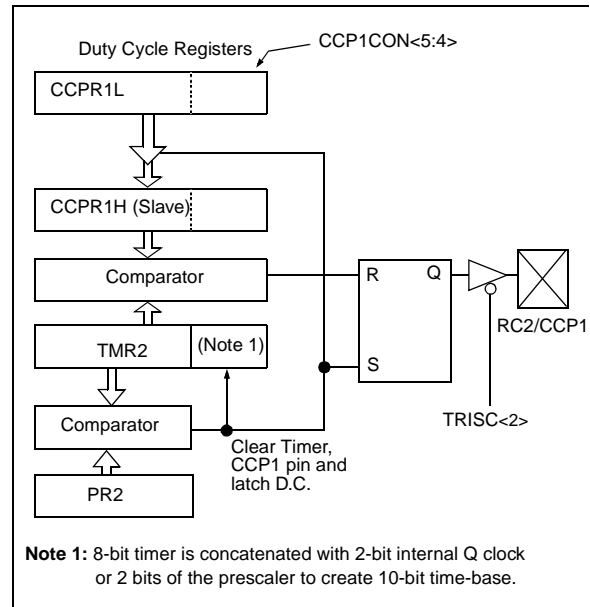 Duty Cycle Registers
CCP1CON<5:4>
CCPR1L
CCPR1H (Slave)
Comparator
R
Q
S
RC2/CCP1
TMR2
(Note 1)
TRISC<2>
Comparator
Clear Timer,
CCP1 pin and
latch D.C.
PR2
Note 1: 8-bit timer is concatenated with 2-bit internal Q clock
or 2 bits of the prescaler to create 10-bit time-base.